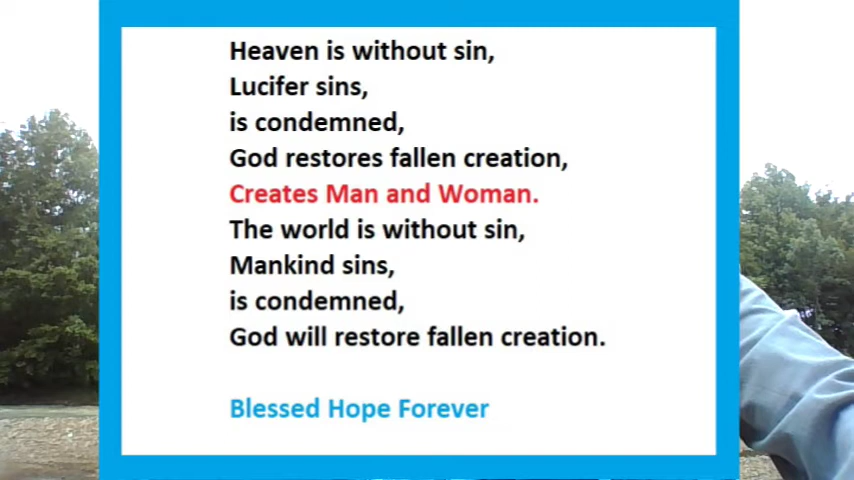 Heaven is without sin,
Lucifer sins,
is condemned,
God restores fallen creation,
Creates Man and Woman.
The world is without sin,
Mankind sins,
is condemned,
God will restore fallen creation.
Blessed Hope Forever